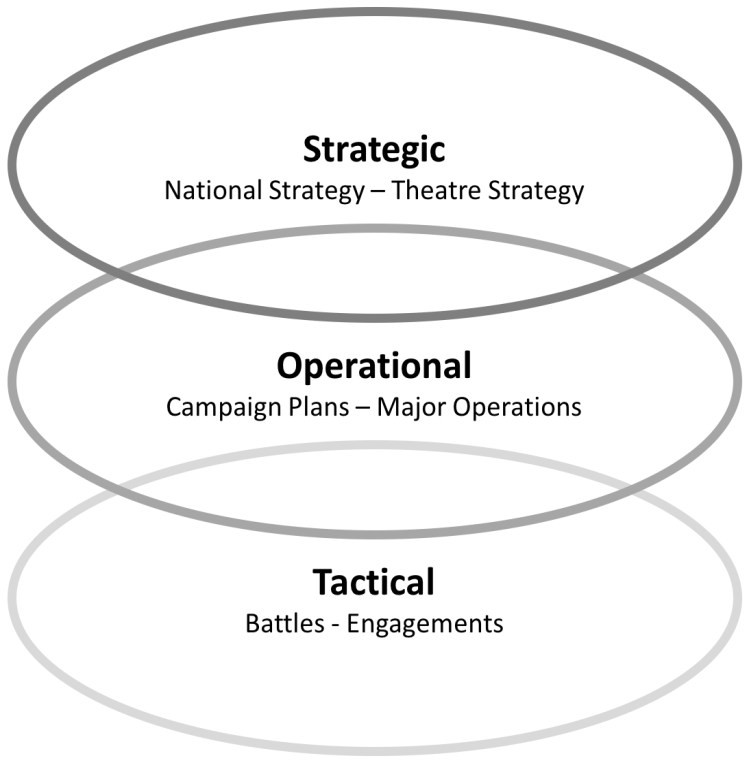 Strategic
National Strategy – Theatre Strategy
Operational
Campaign Plans – Major Operations
Tactical
Battles - Engagements